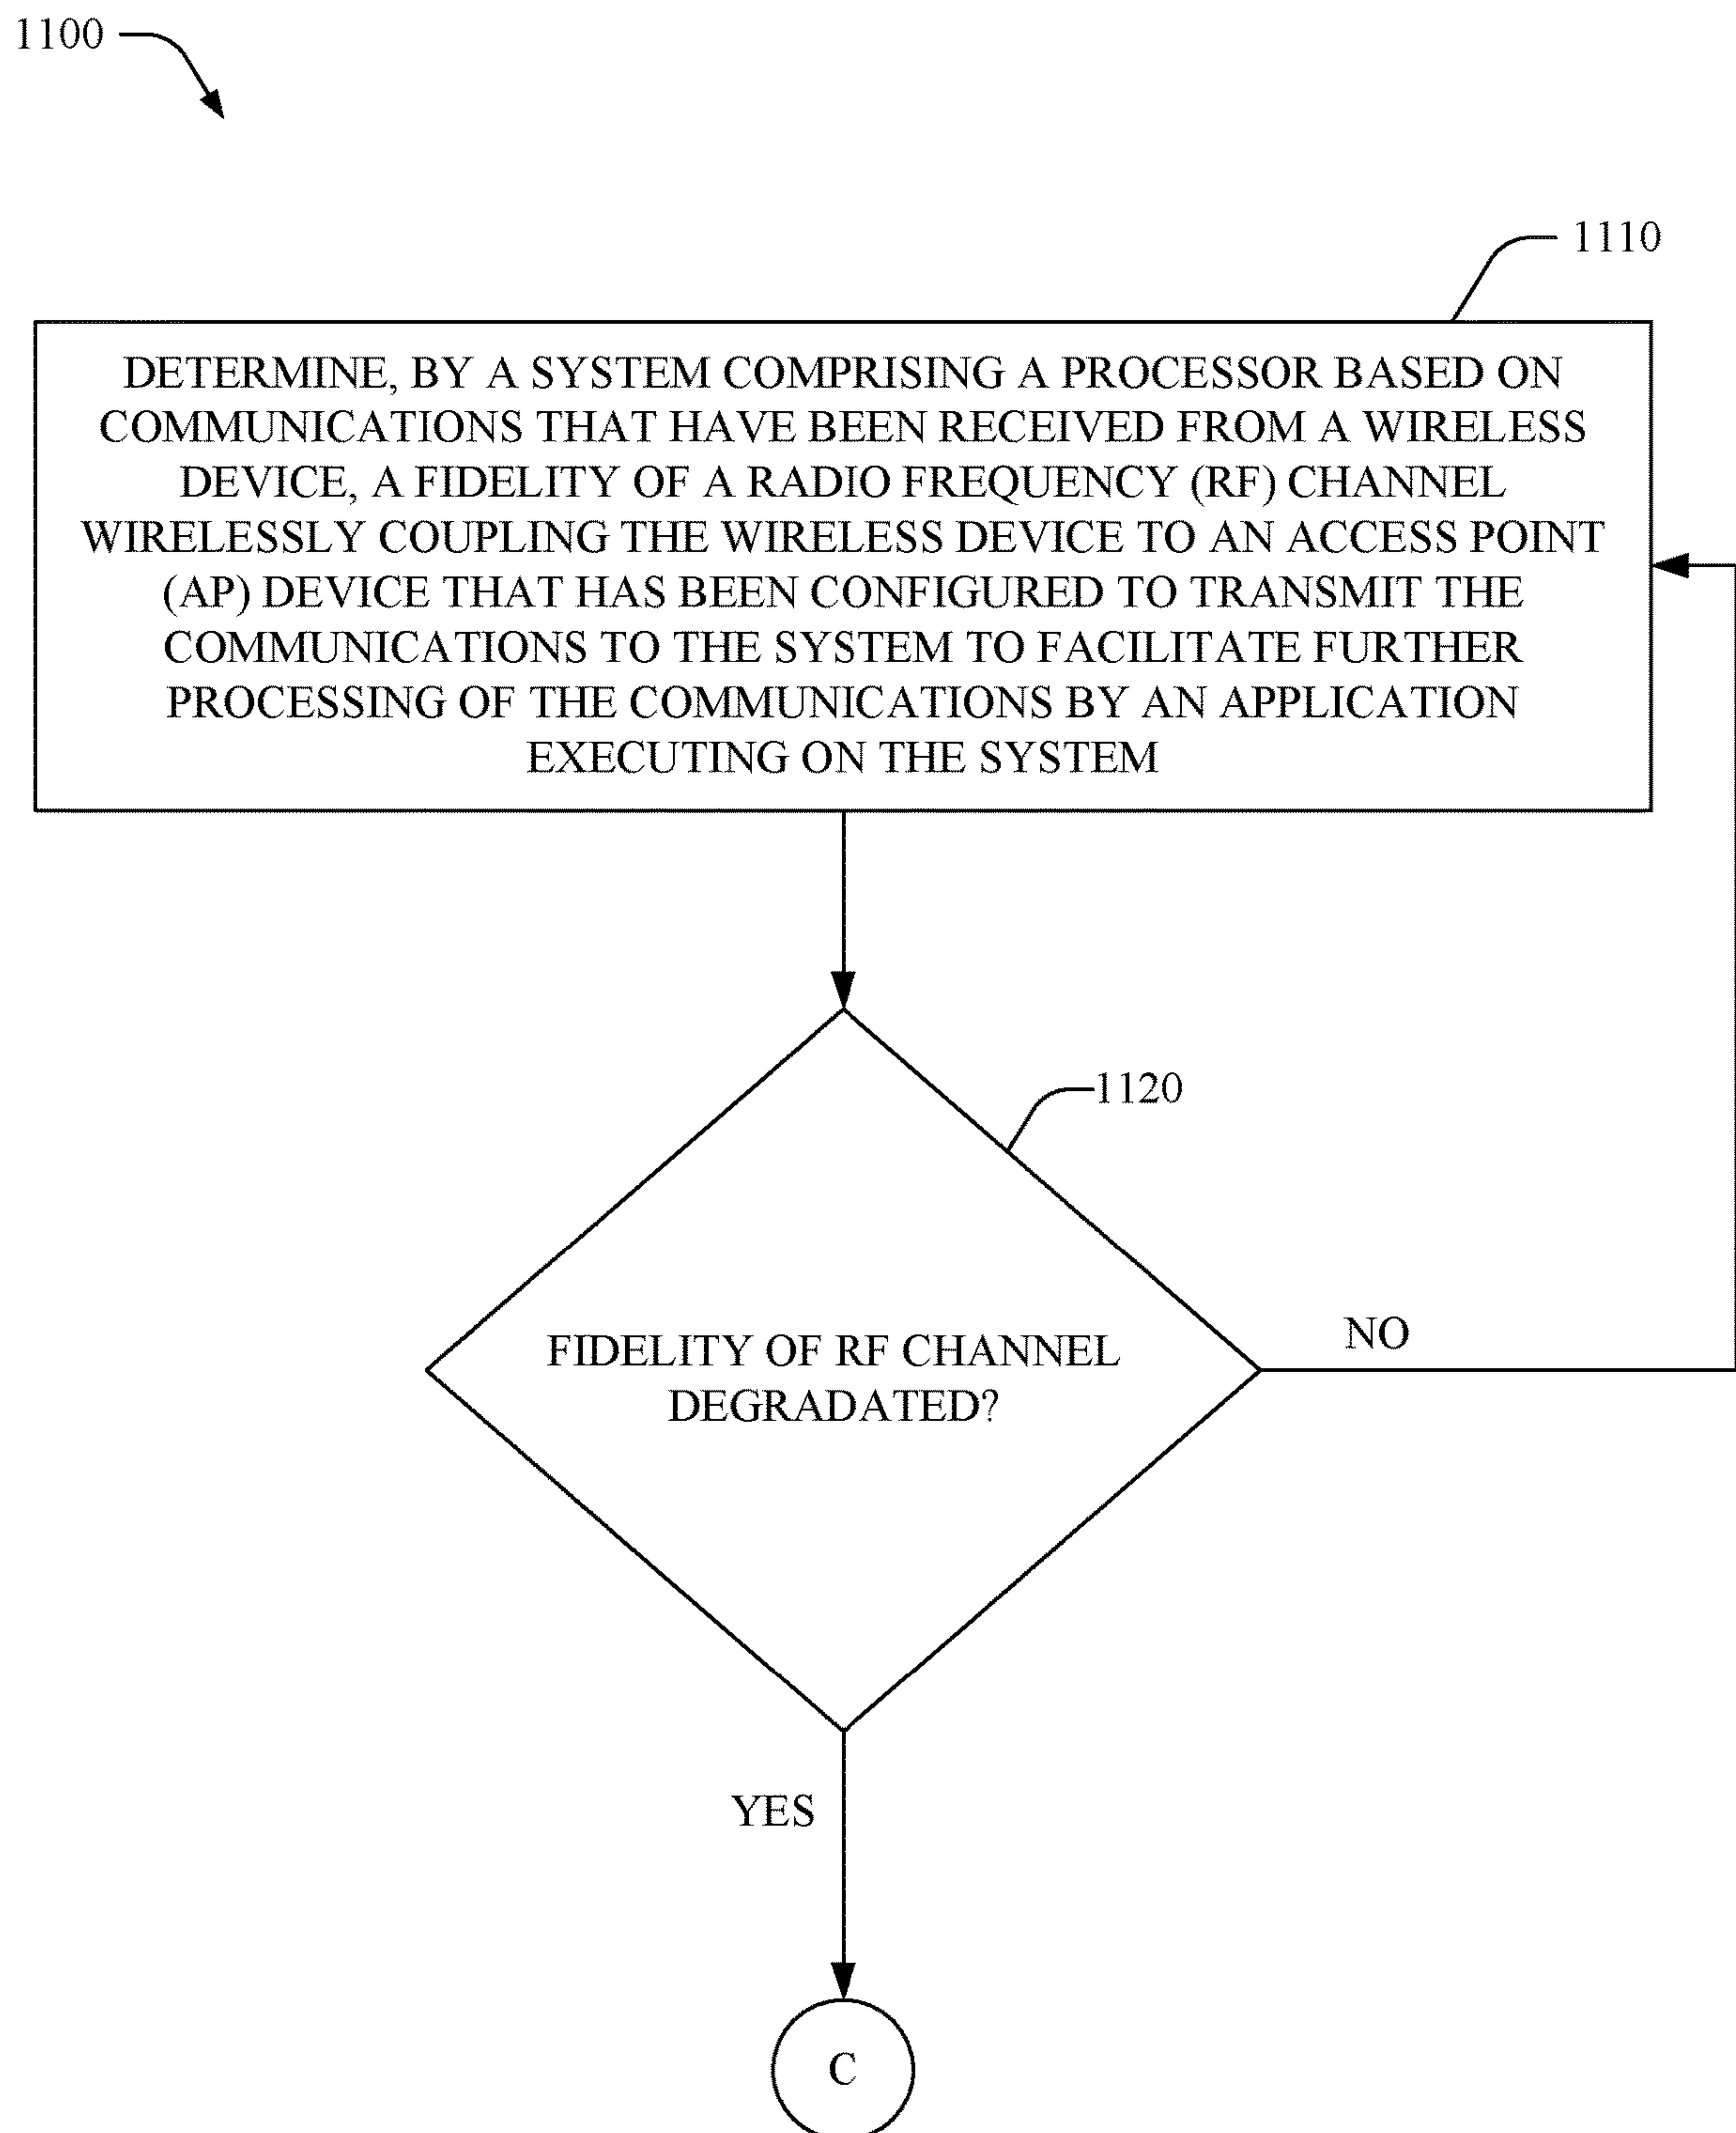 1100
1110
DETERMINE, BY A SYSTEM COMPRISING A PROCESSOR BASED ON
COMMUNICATIONS THAT HAVE BEEN RECEIVED FROM A WIRELESS
DEVICE, A FIDELITY OF A RADIO FREQUENCY (RF) CHANNEL
WIRELESSLY COUPLING THE WIRELESS DEVICE TO AN ACCESS POINT
(AP) DEVICE THAT HAS BEEN CONFIGURED TO TRANSMIT THE
COMMUNICATIONS TO THE SYSTEM TO FACILITATE FURTHER
PROCESSING OF THE COMMUNICATIONS BY AN APPLICATION
EXECUTING ON THE SYSTEM
1120
FIDELITY OF RF CHANNEL
DEGRADATED?
NO
YES
C